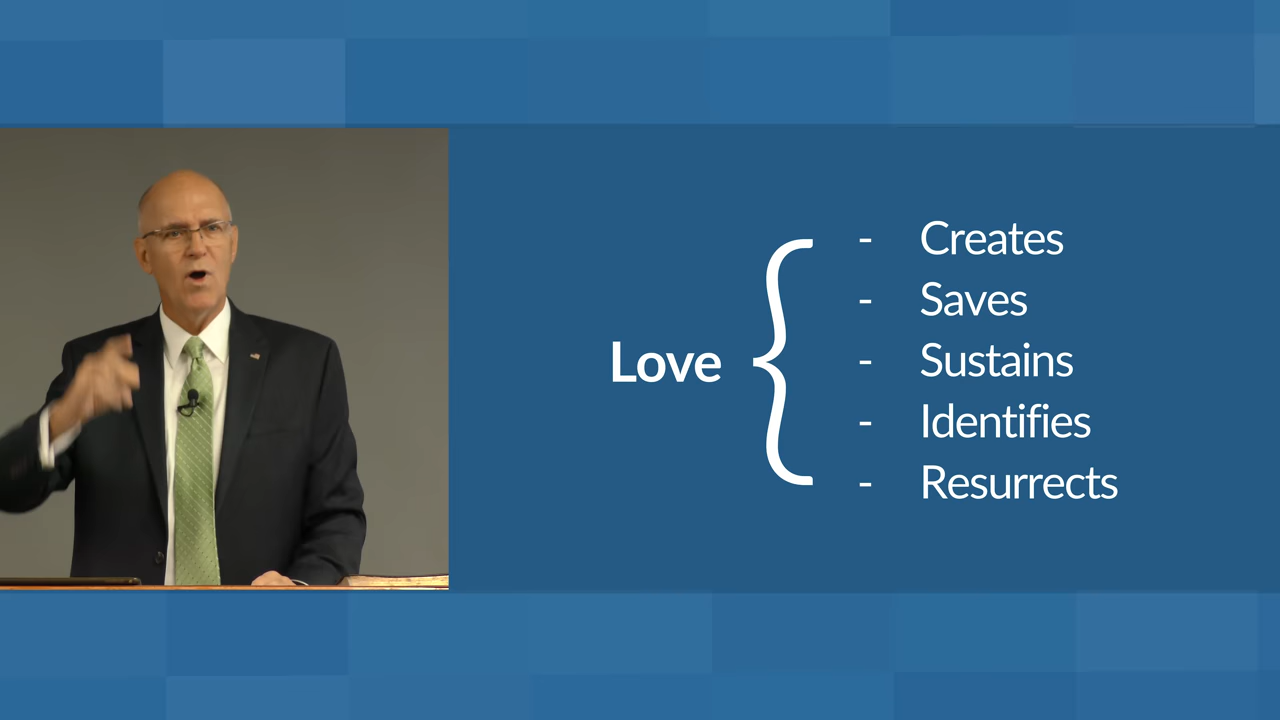 Love
- Creates
- Saves
- Sustains
- Identifies
- Resurrects